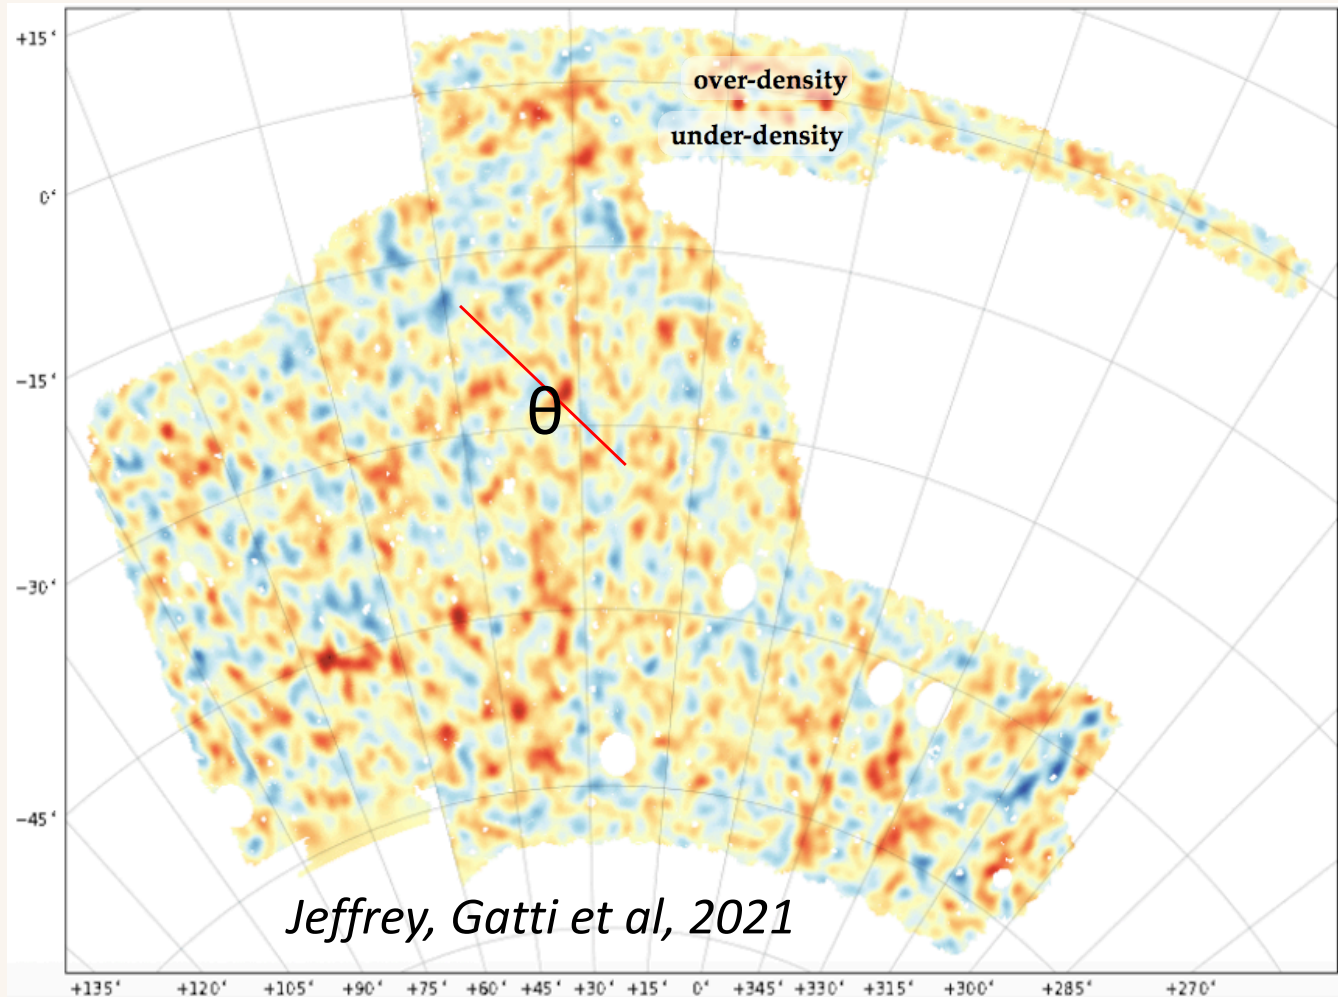 +15‘
over-density
under-density
0‘
−15‘
θ
−30‘
−45‘
Jeffrey, Gatti et al, 2021
+135‘ +120‘ +105‘ +90‘ +75‘ +60‘ +45‘ +30‘ +15‘ 0‘ +345‘ +330‘ +315‘ +300‘ +285‘ +270‘